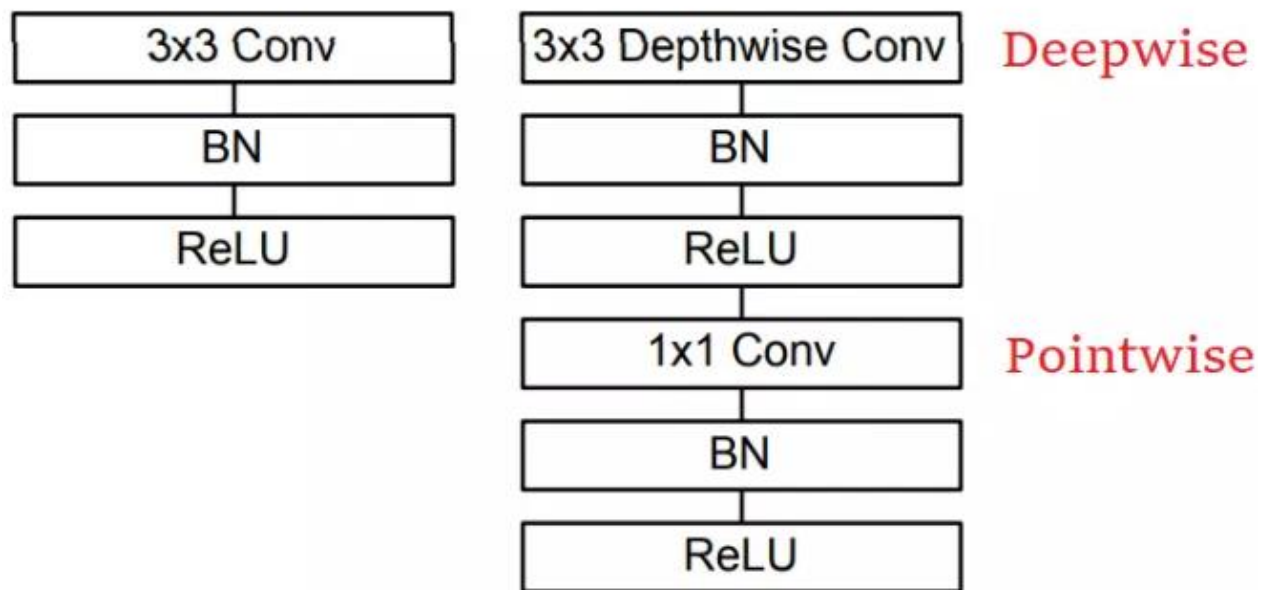 3x3 Conv
BN
ReLU
3x3 Depthwise Conv
Deepwise
BN
ReLU
1x1 Conv
Pointwise
BN
ReLU